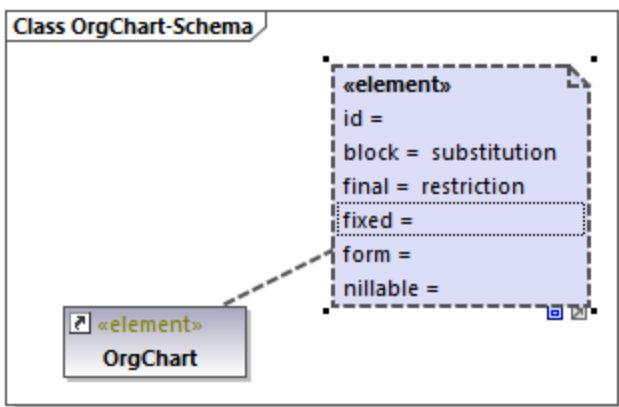 Class OrgChart-Schema
«element»
id =
block = substitution
final = restriction
fixed =
form =
nillable =
«element»
OrgChart